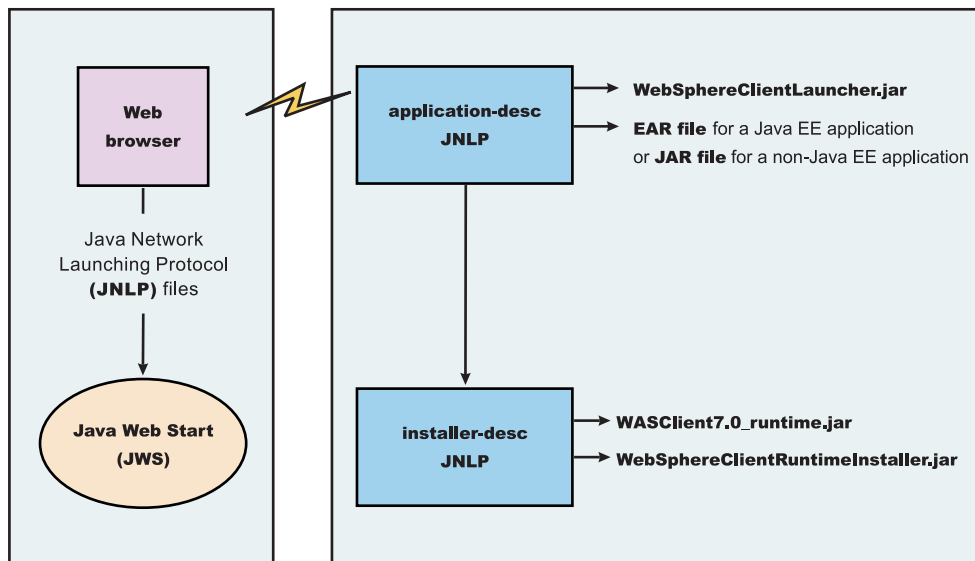 Web
browser
Java Network
Launching Protocol
(JNLP) files
Java Web Start
(JWS)
application-desc
JNLP
WebSphereClientLauncher.jar
EAR file for a Java EE application
or JAR file for a non-Java EE application
installer-desc
JNLP
WASClient7.0_runtime.jar
WebSphereClientRuntimeInstaller.jar